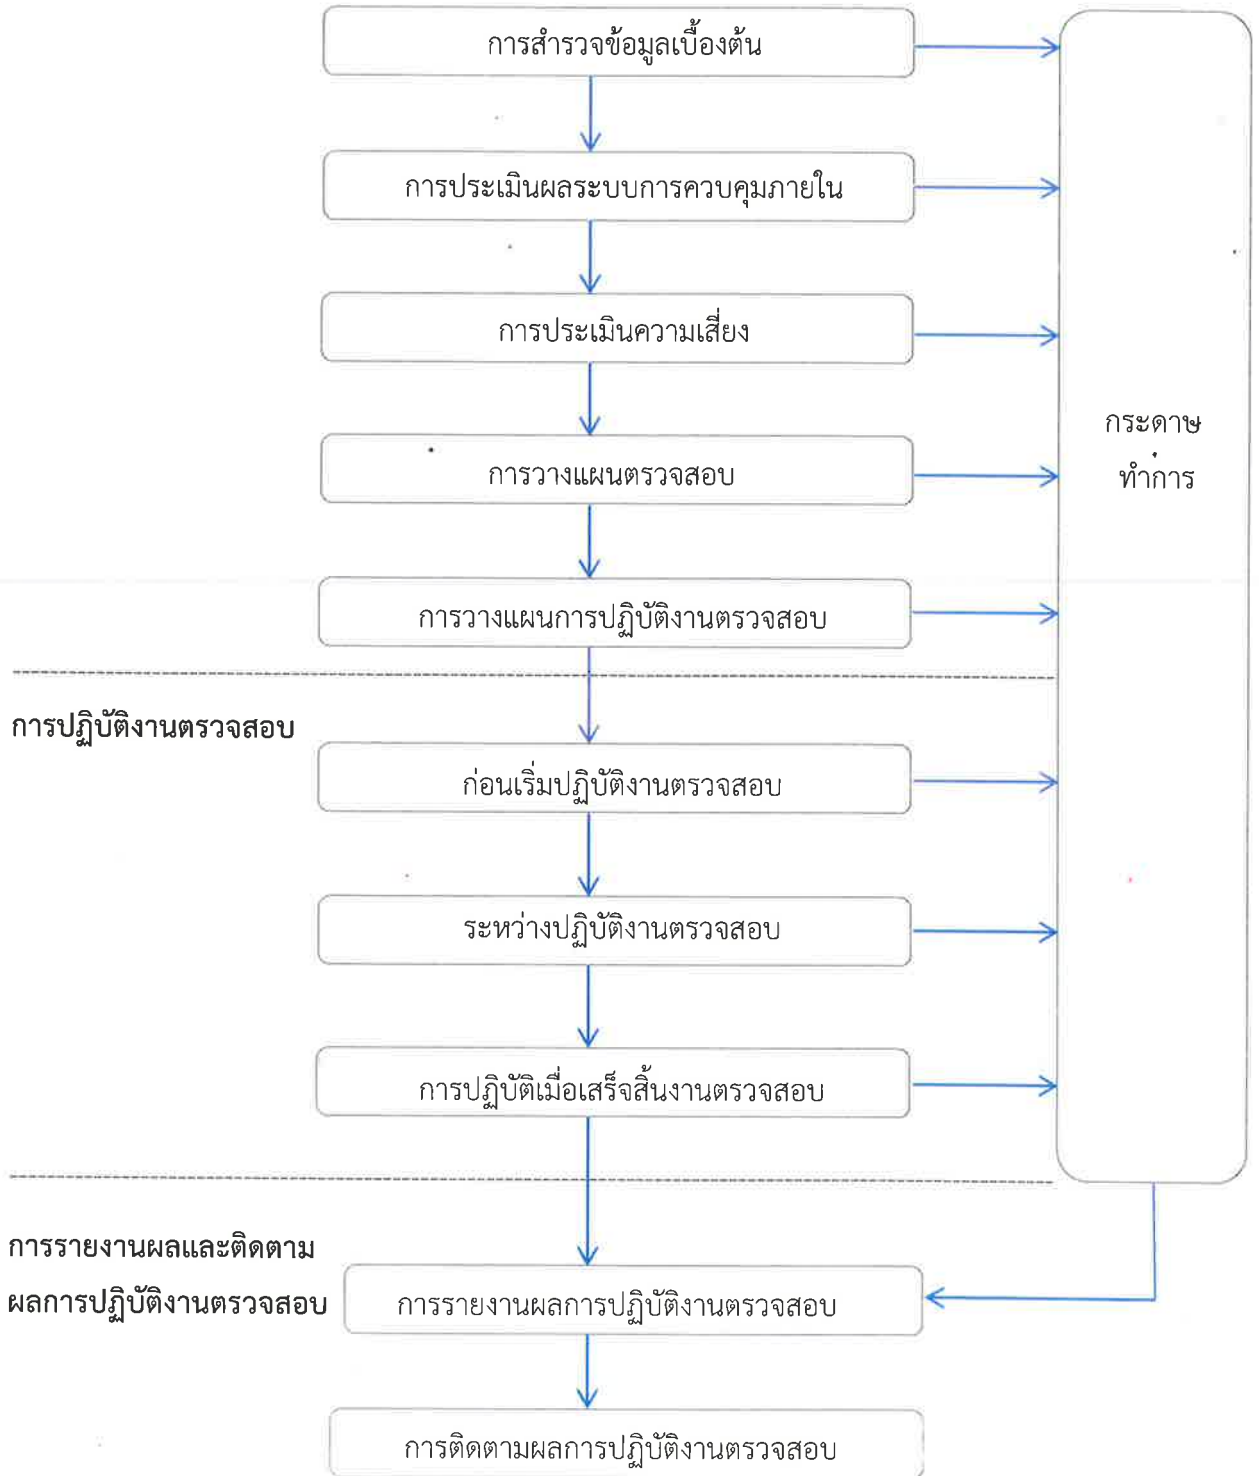 การสำรวจข้อมูลเบื้องต้น
การประเมินผลระบบการควบคุมภายใน
การประเมินความเสี่ยง
กระดาษ
ทำการ
การวางแผนตรวจสอบ
การวางแผนการปฏิบัติงานตรวจสอบ
การปฏิบัติงานตรวจสอบ
ก่อนเริ่มปฏิบัติงานตรวจสอบ
ระหว่างปฏิบัติงานตรวจสอบ
การปฏิบัติเมื่อเสร็จสิ้นงานตรวจสอบ
การรายงานผลและติดตาม
ผลการปฏิบัติงานตรวจสอบ
การรายงานผลการปฏิบัติงานตรวจสอบ
การติดตามผลการปฏิบัติงานตรวจสอบ